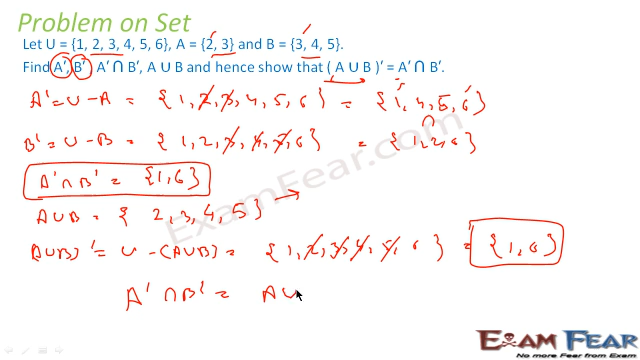 Problem on Set
Let U = {1, 2, 3, 4, 5, 6}, A = {2, 3} and B = {3, 4, 5}.
Find A′, B′, A′ ∩ B′, A ∪ B and hence show that ( A ∪ B )′ = A′ ∩ B′.
A' = U - A = { 1, 2, 3, 4, 5, 6 } = { 1, 4, 5, 6 }
B' = U - B = { 1, 2, 3, 4, 5, 6 } = { 1, 2, 6 }
∩
A' ∩ B' = { 1, 6 }
A ∪ B = { 2, 3, 4, 5 } →
(A ∪ B)' = U - (A ∪ B) = { 1, 2, 3, 4, 5, 6 } = { 1, 6 }
A' ∩ B' = A ∪
ExamFear.com
EXAM FEAR
No more Fear from Exam